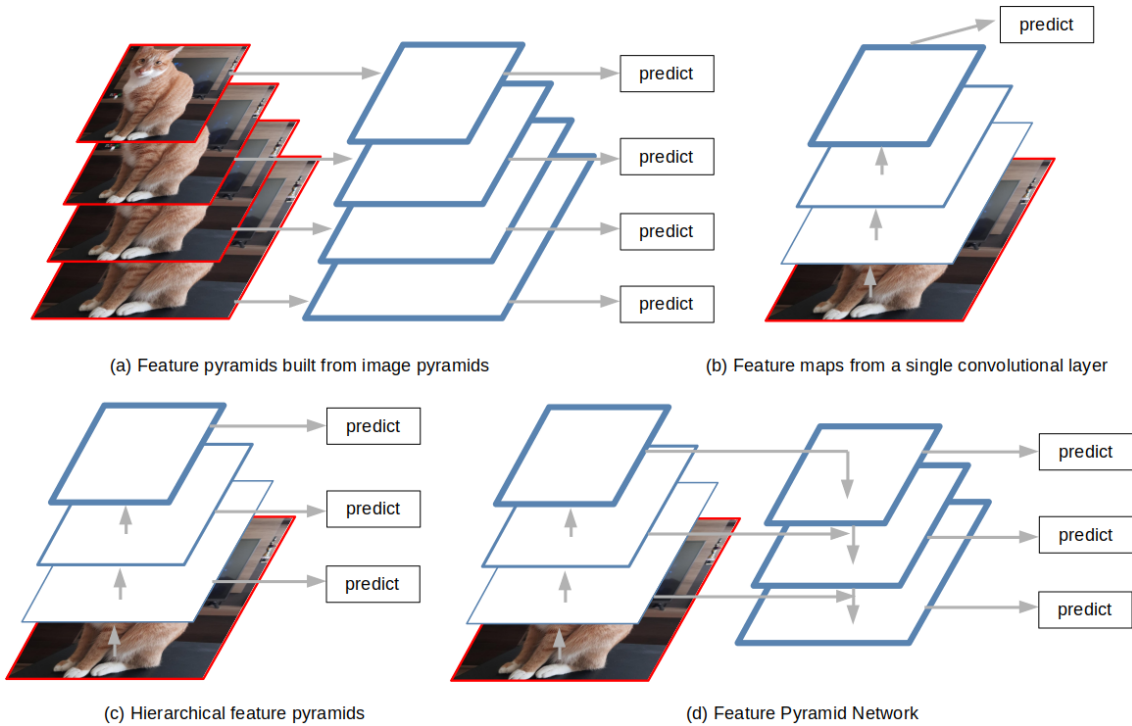 predict
predict
predict
predict
predict
(a) Feature pyramids built from image pyramids
(b) Feature maps from a single convolutional layer
predict
predict
predict
predict
predict
predict
(c) Hierarchical feature pyramids
(d) Feature Pyramid Network